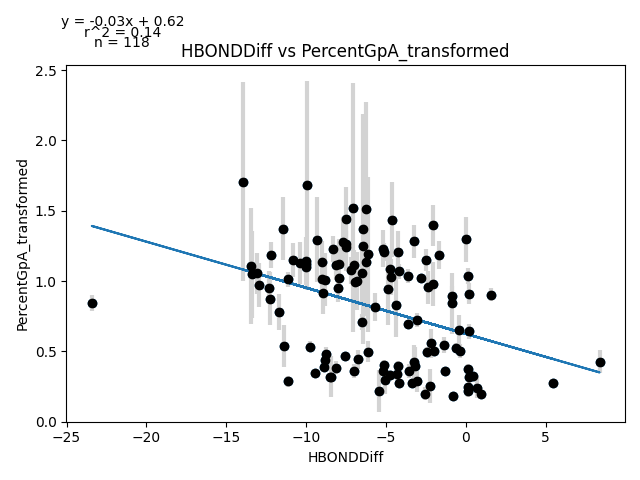 y = -0.03x + 0.62
r^2 = 0.14
n = 118
HBONDDiff vs PercentGpA_transformed
PercentGpA_transformed
2.5
2.0
1.5
1.0
0.5
0.0
−25
−20
−15
−10
−5
0
5
HBONDDiff